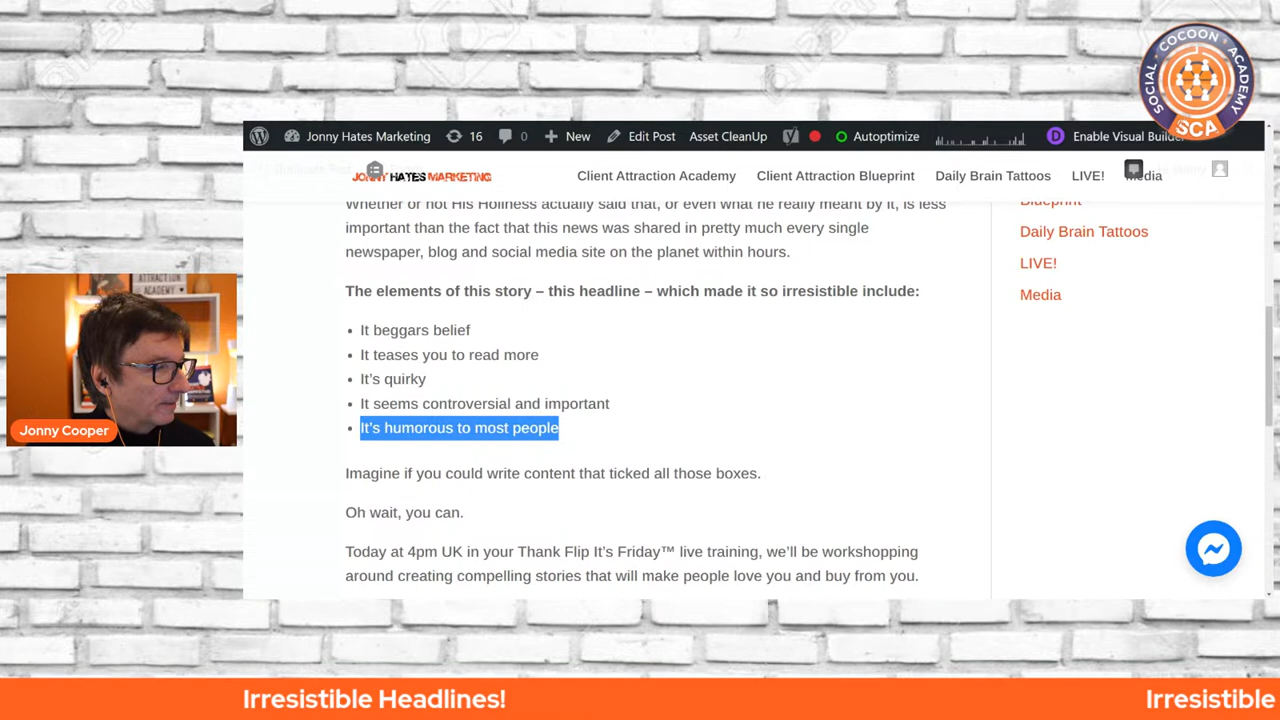 SOCIAL COCOON ACADEMY
SCA
Jonny Hates Marketing 16 0 New Edit Post Asset CleanUp Autoptimize D Enable Visual Builde
JONNY HATES MARKETING Client Attraction Academy Client Attraction Blueprint Daily Brain Tattoos LIVE! Media
Whether or not His Holiness actually said that, or even what he really meant by it, is less
important than the fact that this news was shared in pretty much every single
newspaper, blog and social media site on the planet within hours.
Blueprint
Daily Brain Tattoos
LIVE!
Media
The elements of this story – this headline – which made it so irresistible include:
• It beggars belief
• It teases you to read more
• It's quirky
• It seems controversial and important
• It's humorous to most people
Imagine if you could write content that ticked all those boxes.
Oh wait, you can.
Today at 4pm UK in your Thank Flip It's Friday™ live training, we'll be workshopping
around creating compelling stories that will make people love you and buy from you.
ATTRACTION
ACADEMY
Jonny Cooper
Irresistible Headlines! Irresistible